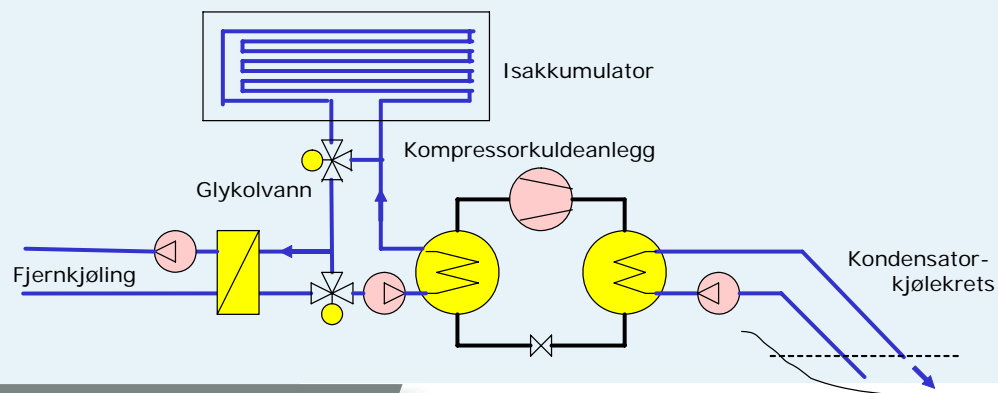 Isakkumulator
Kompressorkuldeanlegg
Glykolvann
Fjernkjøling
Kondensator-
kjølekrets